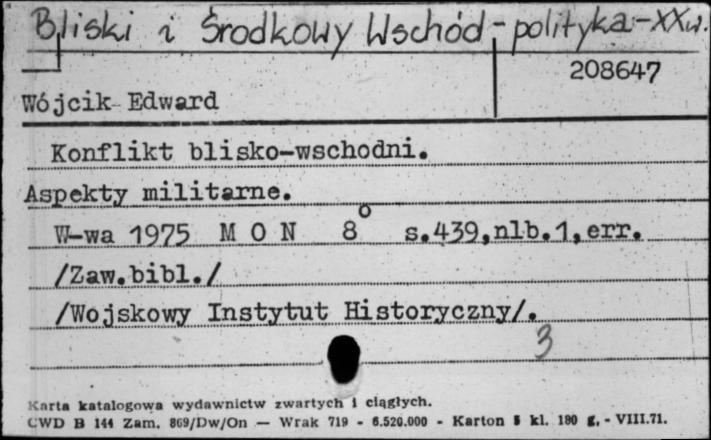 Bliski i Środkowy Wschód - polityka - XXw.
208647
Wójcik Edward
Konflikt blisko-wschodni.
Aspekty militarne.
W-wa 1975 M O N 8° s.439,nlb.1,err.
/Zaw.bibl./
/Wojskowy Instytut Historyczny/.
3
Karta katalogowa wydawnictw zwartych i ciągłych.
CWD B 144 Zam. 869/Dw/On — Wrak 719 - 6.520.000 - Karton 5 kl. 180 g. - VIII.71.